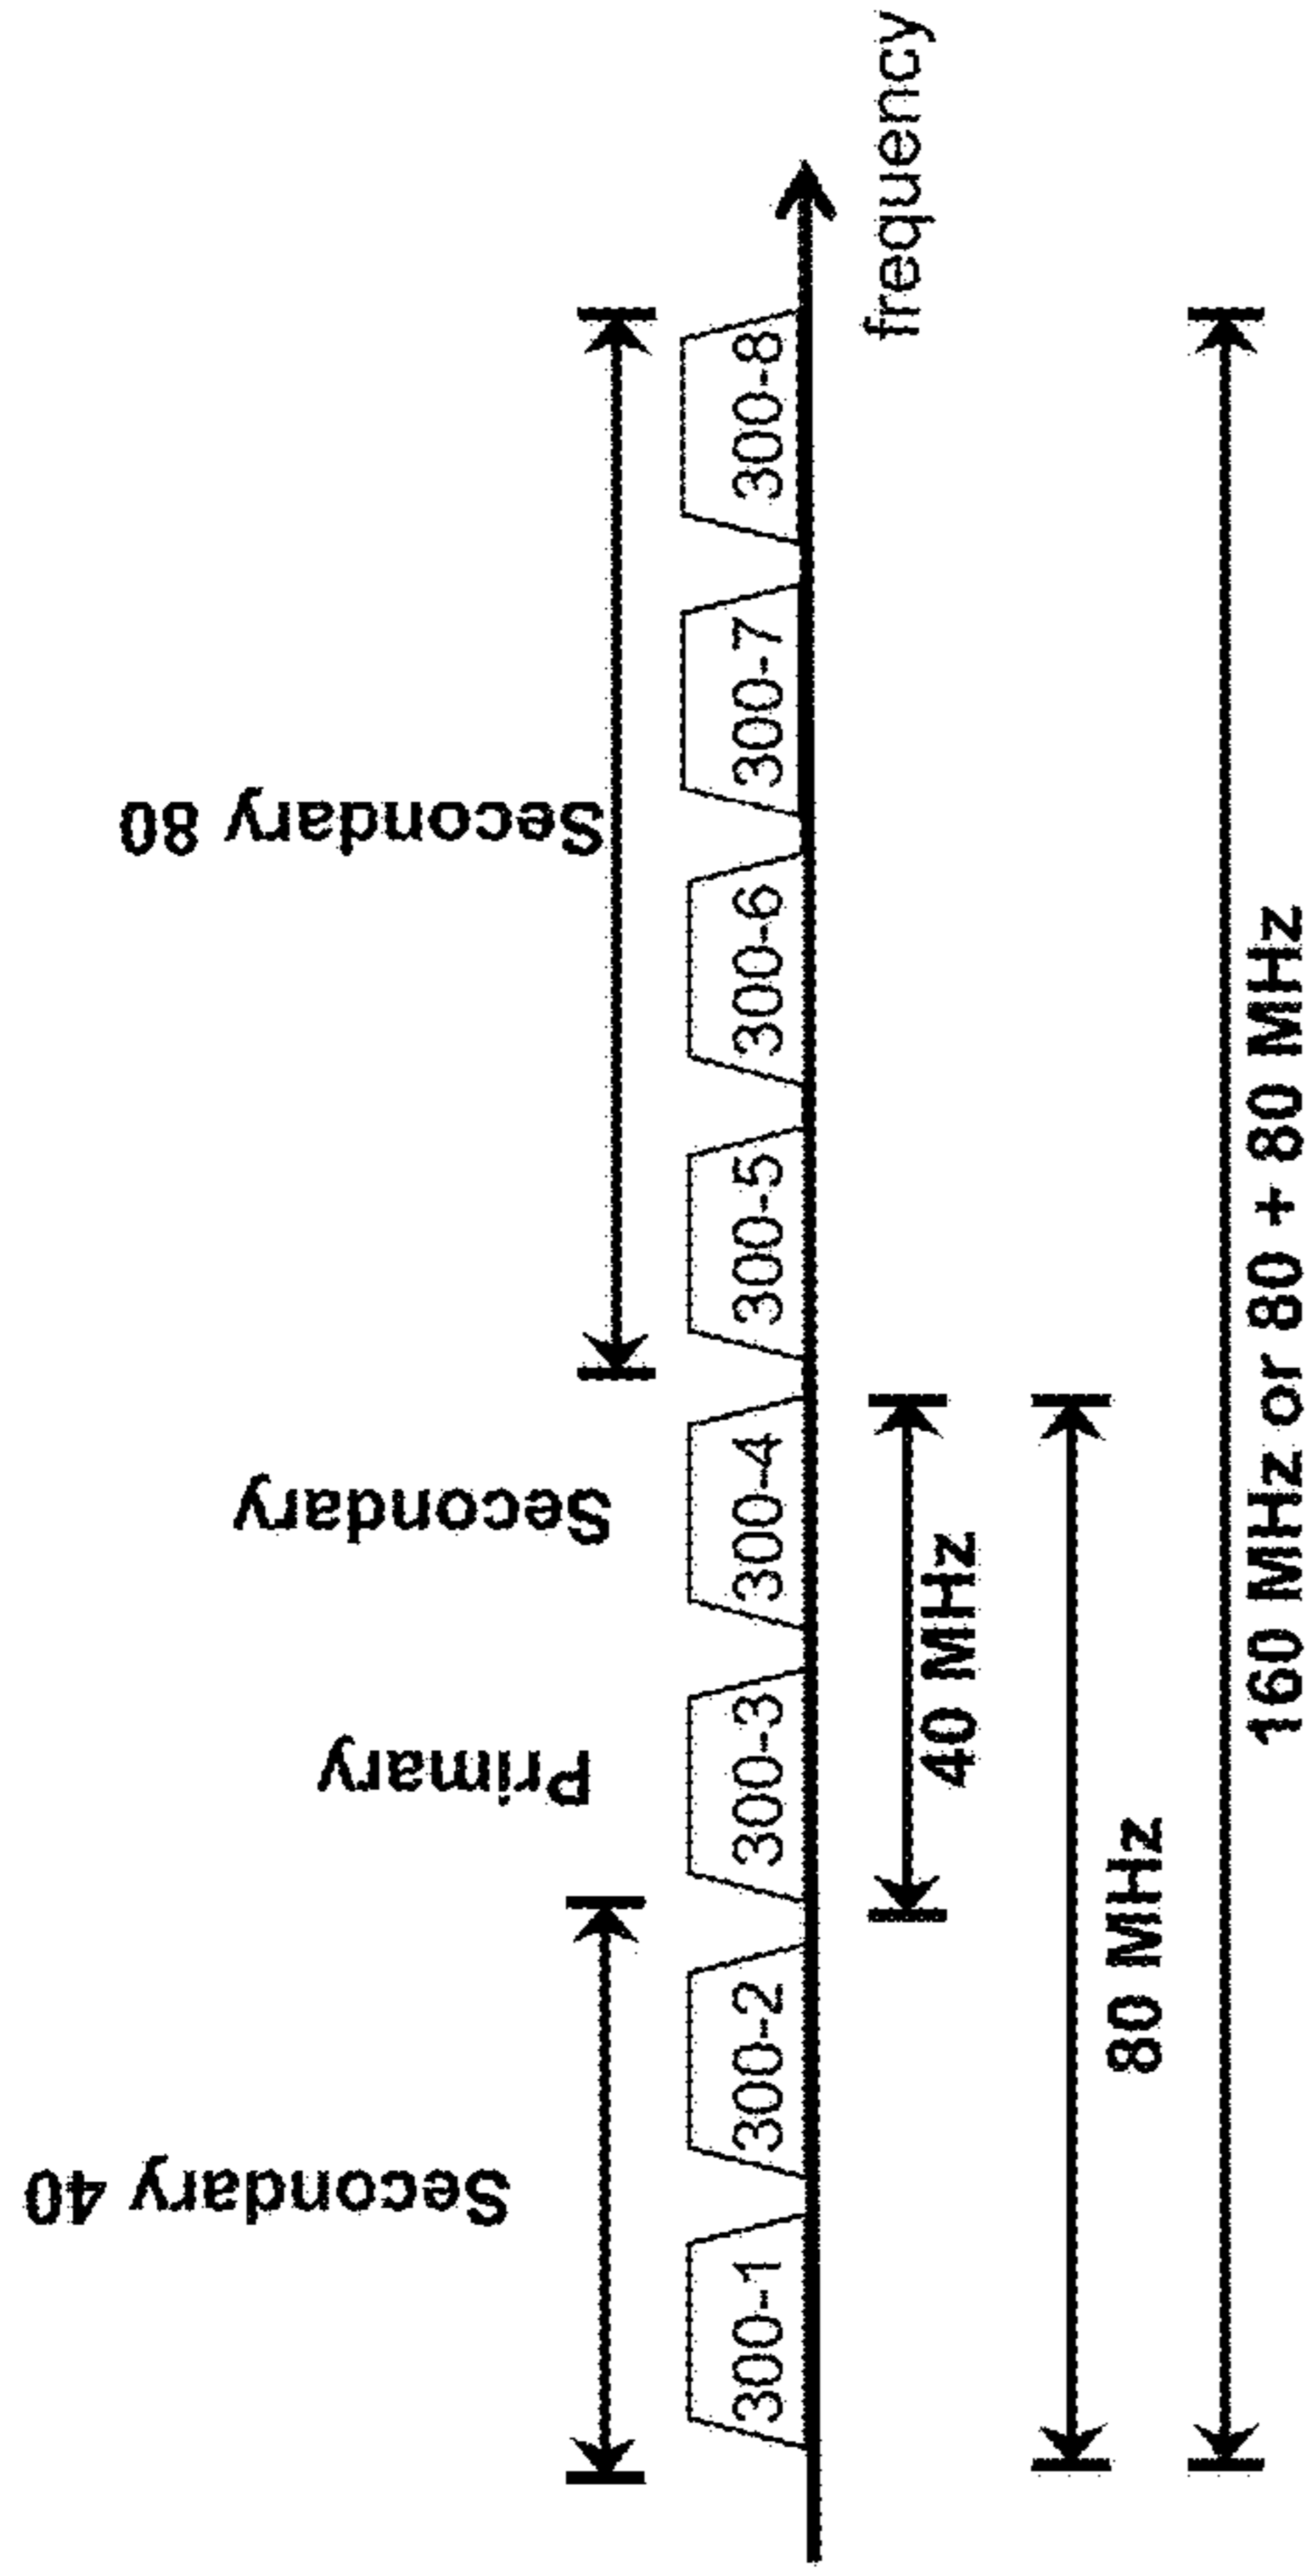 Secondary 40
Primary
Secondary
Secondary 80
300-1
300-2
300-3
300-4
300-5
300-6
300-7
300-8
frequency
40 MHz
80 MHz
160 MHz or 80 + 80 MHz